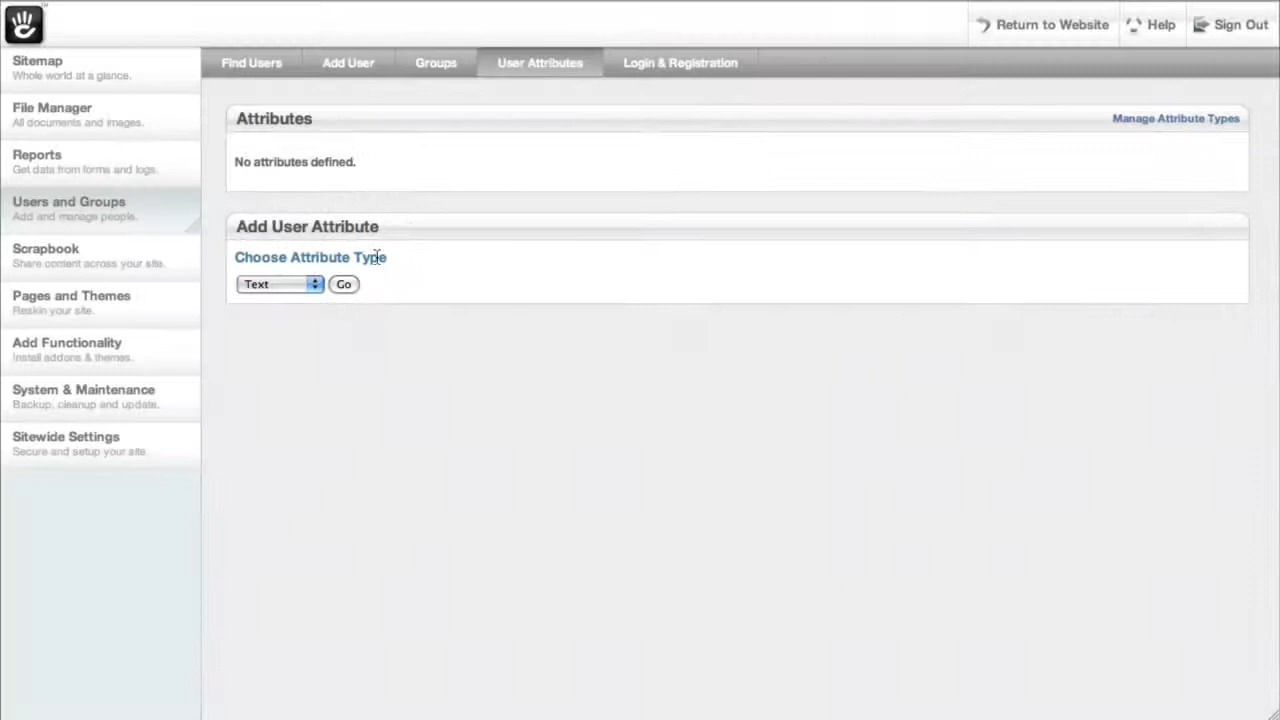 Return to Website
Help
Sign Out
Find Users
Add User
Groups
User Attributes
Login & Registration
Sitemap
Whole world at a glance.
File Manager
All documents and images.
Reports
Get data from forms and logs.
Users and Groups
Add and manage people.
Scrapbook
Share content across your site.
Pages and Themes
Reskin your site.
Add Functionality
Install addons & themes.
System & Maintenance
Backup, cleanup and update.
Sitewide Settings
Secure and setup your site.
Attributes
Manage Attribute Types
No attributes defined.
Add User Attribute
Choose Attribute Type
Text
Go